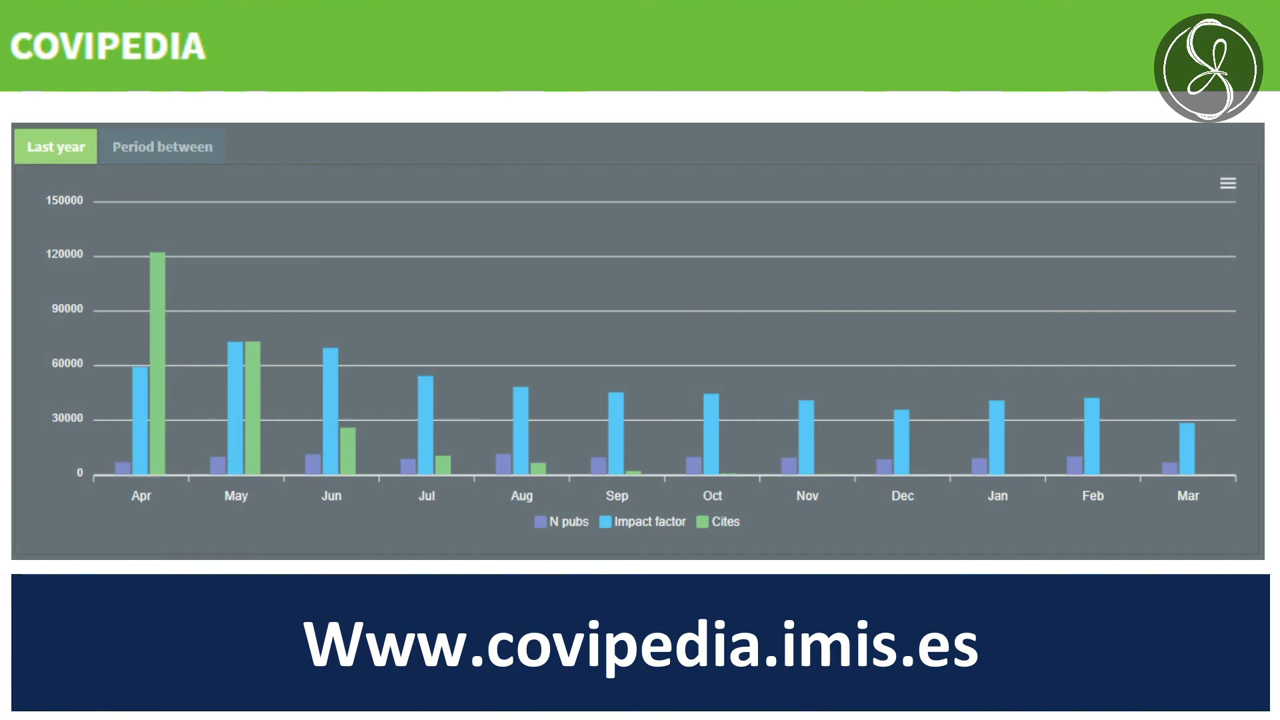 COVIPEDIA
Last year Period between
150000
120000
90000
60000
30000
0
Apr May Jun Jul Aug Sep Oct Nov Dec Jan Feb Mar
N pubs Impact factor Cites
Www.covipedia.imis.es